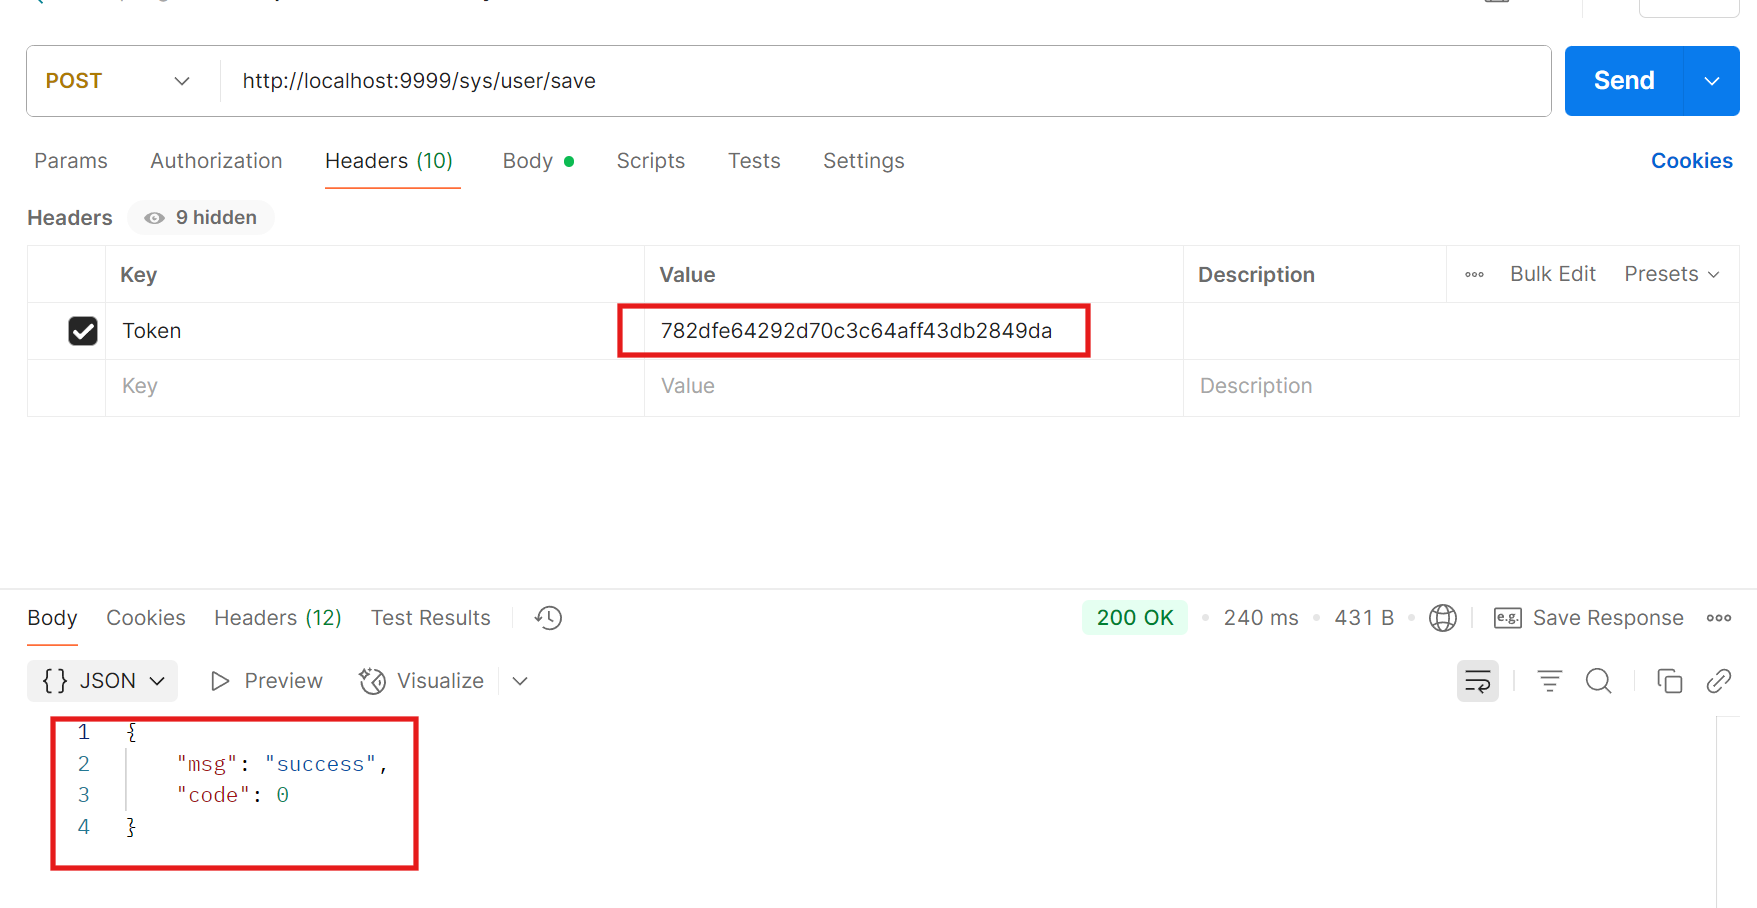 POST http://localhost:9999/sys/user/save Send
Params Authorization Headers (10) Body Scripts Tests Settings Cookies
Headers 9 hidden
Key Value Description Bulk Edit Presets
Token 782dfe64292d70c3c64aff43db2849da
Key Value Description
Body Cookies Headers (12) Test Results 200 OK 240 ms 431 B e.g. Save Response
{} JSON Preview Visualize
1 {
2 "msg": "success",
3 "code": 0
4 }